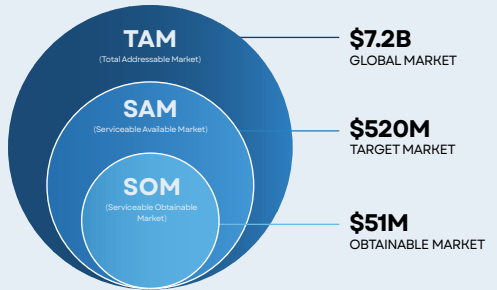 TAM
(Total Addressable Market)
$7.2B
GLOBAL MARKET
SAM
(Serviceable Available Market)
$520M
TARGET MARKET
SOM
(Serviceable Obtainable
Market)
$51M
OBTAINABLE MARKET